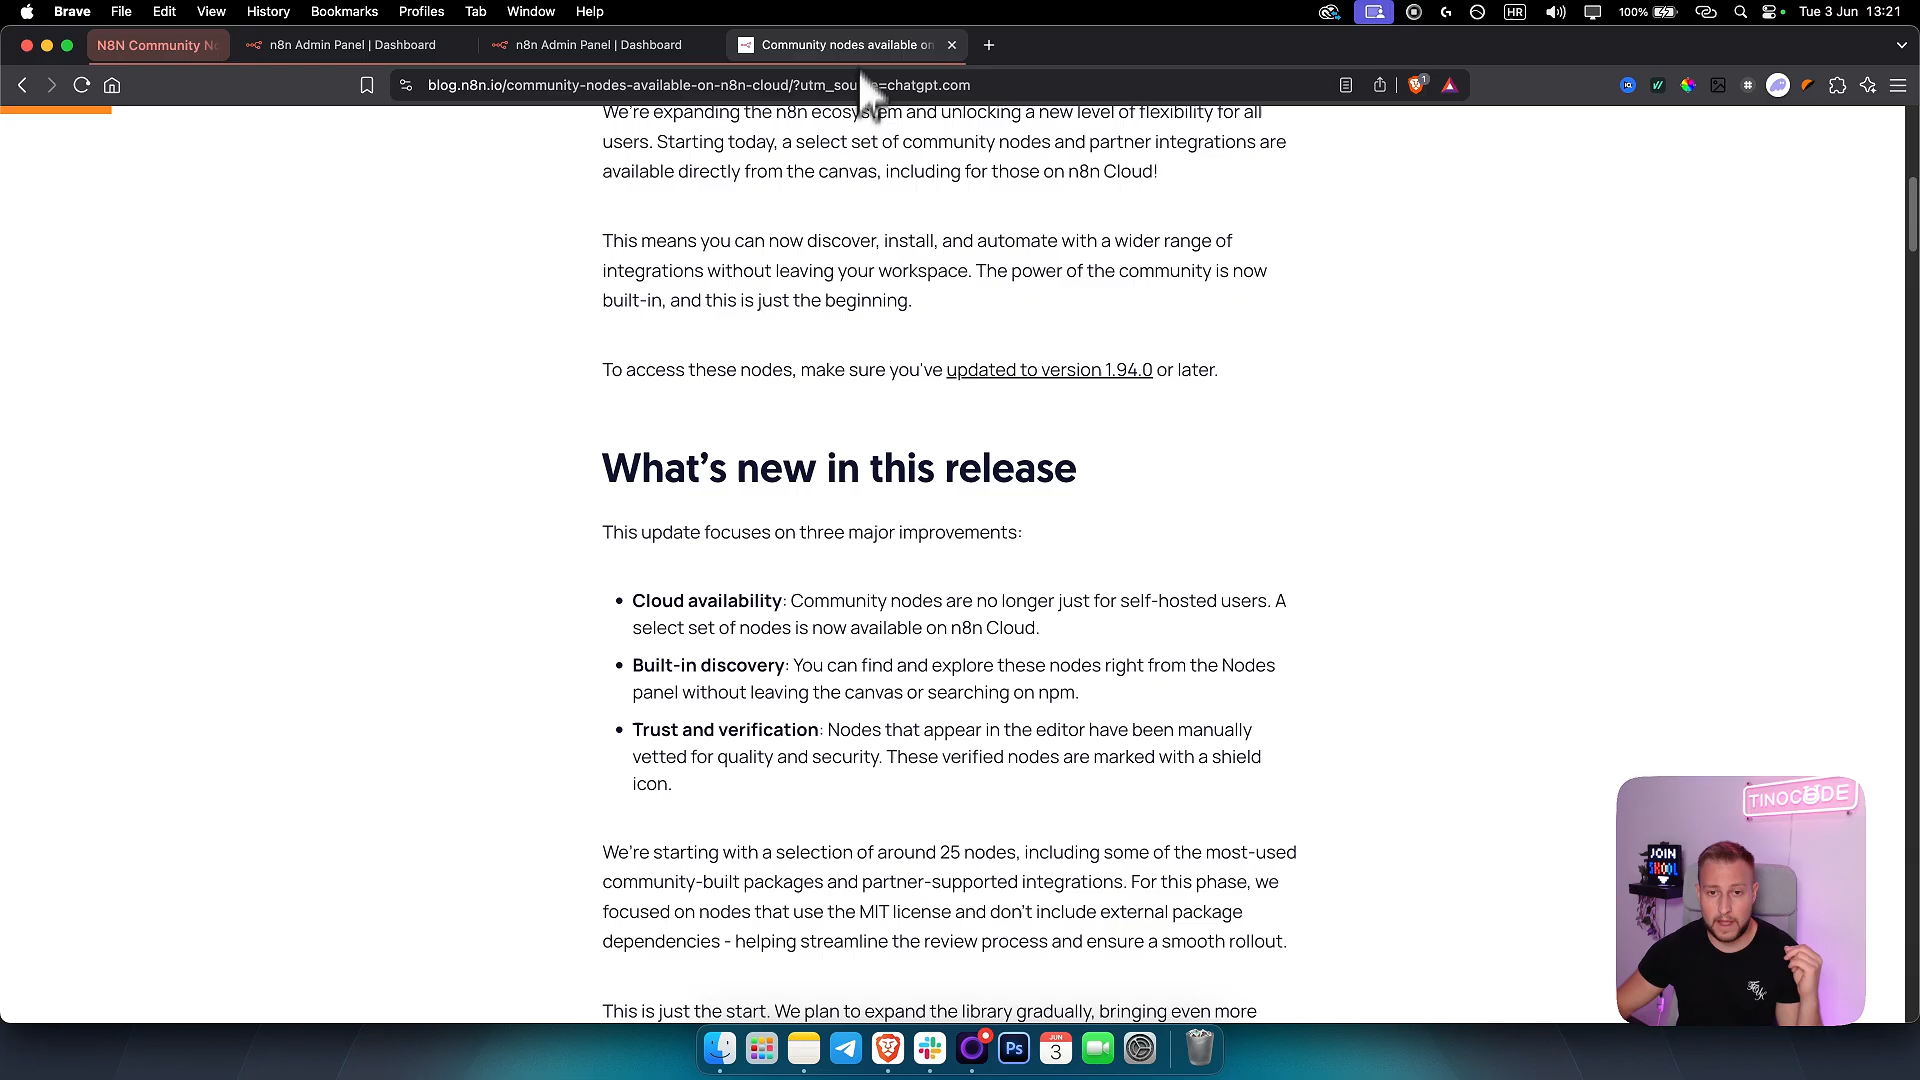 Brave File Edit View History Bookmarks Profiles Tab Window Help
HR 100% Tue 3 Jun 13:21
N8N Community No
n8n Admin Panel | Dashboard
n8n Admin Panel | Dashboard
Community nodes available on
blog.n8n.io/community-nodes-available-on-n8n-cloud/?utm_source=chatgpt.com
We're expanding the n8n ecosystem and unlocking a new level of flexibility for all
users. Starting today, a select set of community nodes and partner integrations are
available directly from the canvas, including for those on n8n Cloud!
This means you can now discover, install, and automate with a wider range of
integrations without leaving your workspace. The power of the community is now
built-in, and this is just the beginning.
To access these nodes, make sure you've updated to version 1.94.0 or later.
What's new in this release
This update focuses on three major improvements:
• Cloud availability: Community nodes are no longer just for self-hosted users. A
select set of nodes is now available on n8n Cloud.
• Built-in discovery: You can find and explore these nodes right from the Nodes
panel without leaving the canvas or searching on npm.
• Trust and verification: Nodes that appear in the editor have been manually
vetted for quality and security. These verified nodes are marked with a shield
icon.
We're starting with a selection of around 25 nodes, including some of the most-used
community-built packages and partner-supported integrations. For this phase, we
focused on nodes that use the MIT license and don't include external package
dependencies - helping streamline the review process and ensure a smooth rollout.
This is just the start. We plan to expand the library gradually, bringing even more
TINOCODE
JOIN
SKOOL
Ps
JUN
3